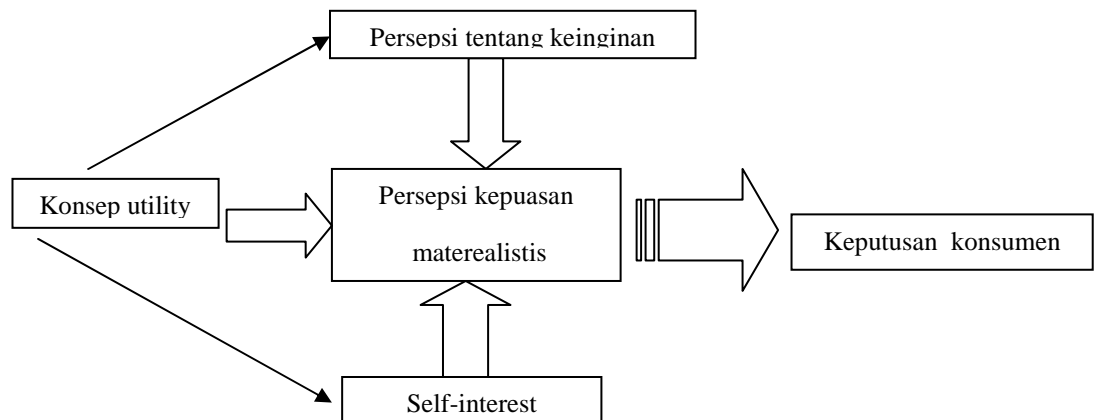 Persepsi tentang keinginan
Konsep utility
Persepsi kepuasan
materealistis
Keputusan konsumen
Self-interest